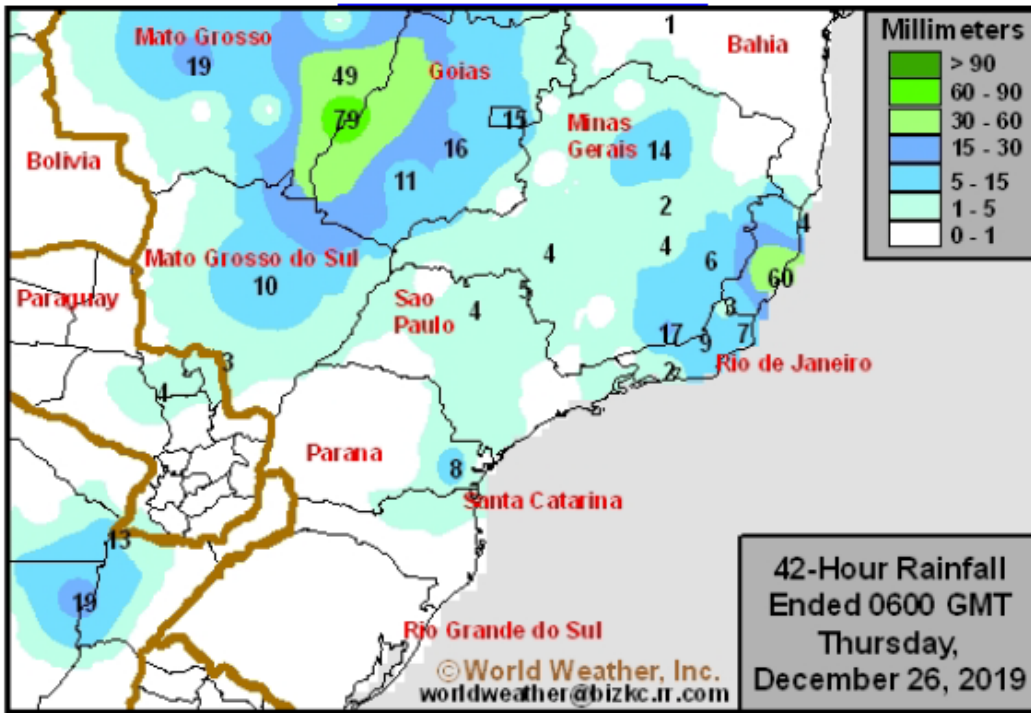 Mato Grosso
19
49
79
Goias
2
1
Bahia
Millimeters
> 90
60 - 90
30 - 60
15 - 30
5 - 15
1 - 5
0 - 1
Bolivia
15
16
11
Minas
Gerais
14
2
4
4
4
6
60
Mato Grosso do Sul
10
Paraguay
Sao
Paulo
4
5
3
17
9
7
2
Rio de Janeiro
3
4
Parana
8
Santa Catarina
13
19
Rio Grande do Sul
©World Weather, Inc.
worldweather@bizkc.rr.com
42-Hour Rainfall
Ended 0600 GMT
Thursday,
December 26, 2019